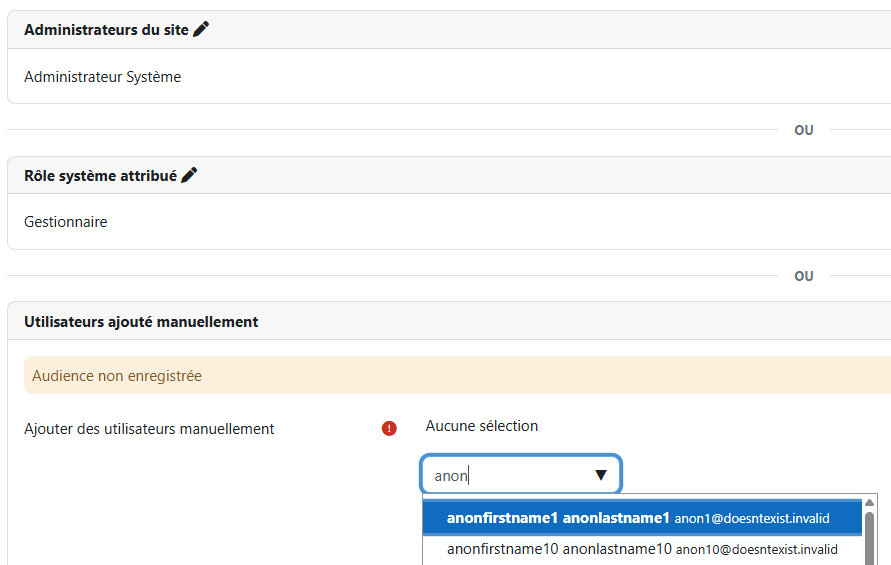 Administrateurs du site
Administrateur Système
OU
Rôle système attribué
Gestionnaire
OU
Utilisateurs ajouté manuellement
Audience non enregistrée
Ajouter des utilisateurs manuellement
Aucune sélection
anon
anonfirstname1 anonlastname1 anon1@doesntexist.invalid
anonfirstname10 anonlastname10 anon10@doesntexist.invalid